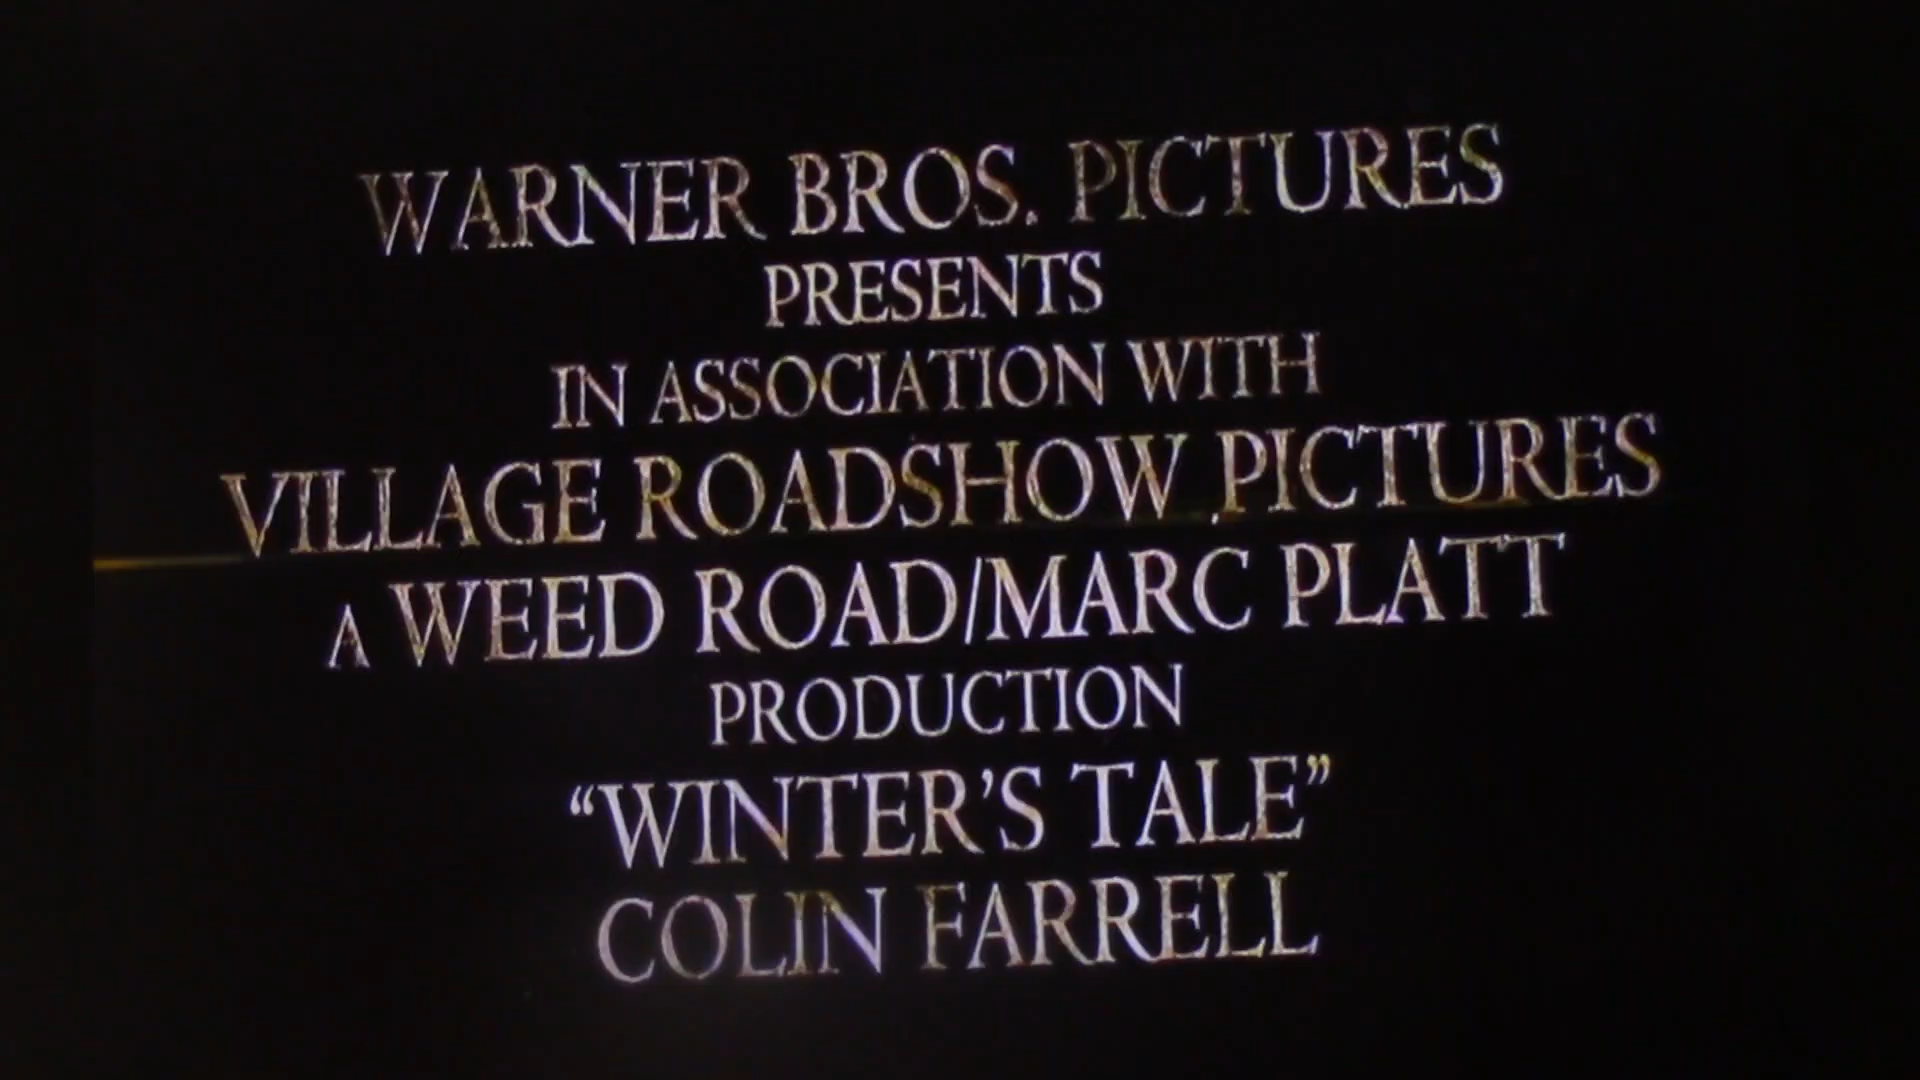 WARNER BROS. PICTURES
PRESENTS
IN ASSOCIATION WITH
VILLAGE ROADSHOW PICTURES
A WEED ROAD/MARC PLATT
PRODUCTION
“WINTER’S TALE”
COLIN FARRELL